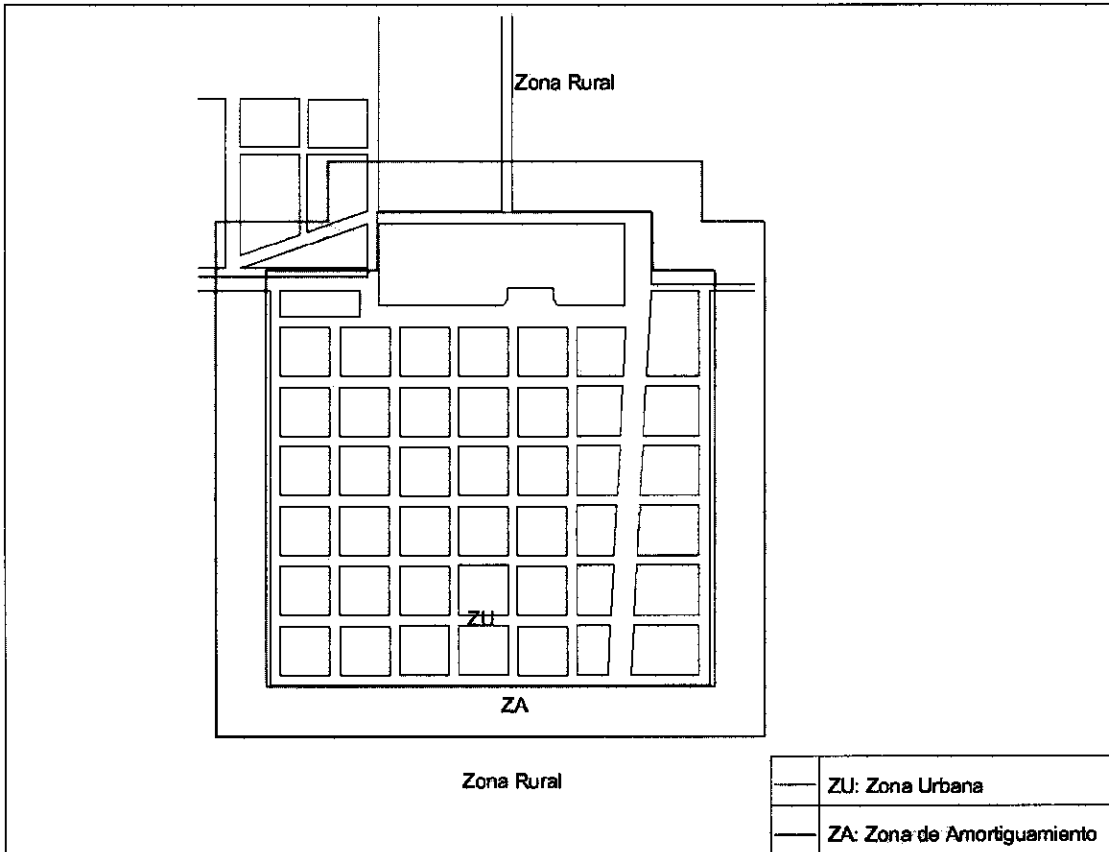 Zona Rural
ZU
ZA
Zona Rural
ZU: Zona Urbana
ZA: Zona de Amortiguamiento